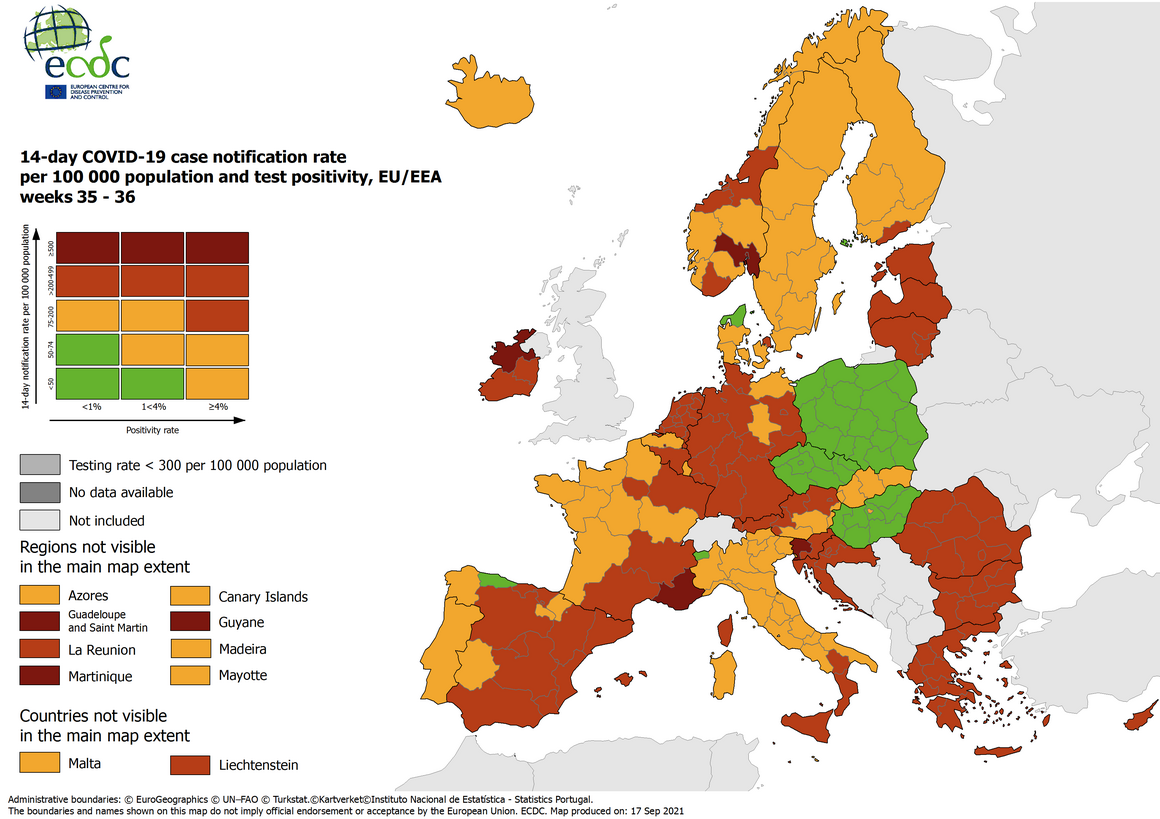 ecdc
EUROPEAN CENTRE FOR
DISEASE PREVENTION
AND CONTROL
14-day COVID-19 case notification rate
per 100 000 population and test positivity, EU/EEA
weeks 35 - 36
14-day notification rate per 100 000 population
≥500
>200-499
75-200
50-74
<50
<1%
1<4%
≥4%
Positivity rate
Testing rate < 300 per 100 000 population
No data available
Not included
Regions not visible
in the main map extent
Azores
Canary Islands
Guadeloupe
and Saint Martin
Guyane
La Reunion
Madeira
Martinique
Mayotte
Countries not visible
in the main map extent
Malta
Liechtenstein
Administrative boundaries: © EuroGeographics © UN–FAO © Turkstat.©Kartverket©Instituto Nacional de Estatística - Statistics Portugal.
The boundaries and names shown on this map do not imply official endorsement or acceptance by the European Union. ECDC. Map produced on: 17 Sep 2021